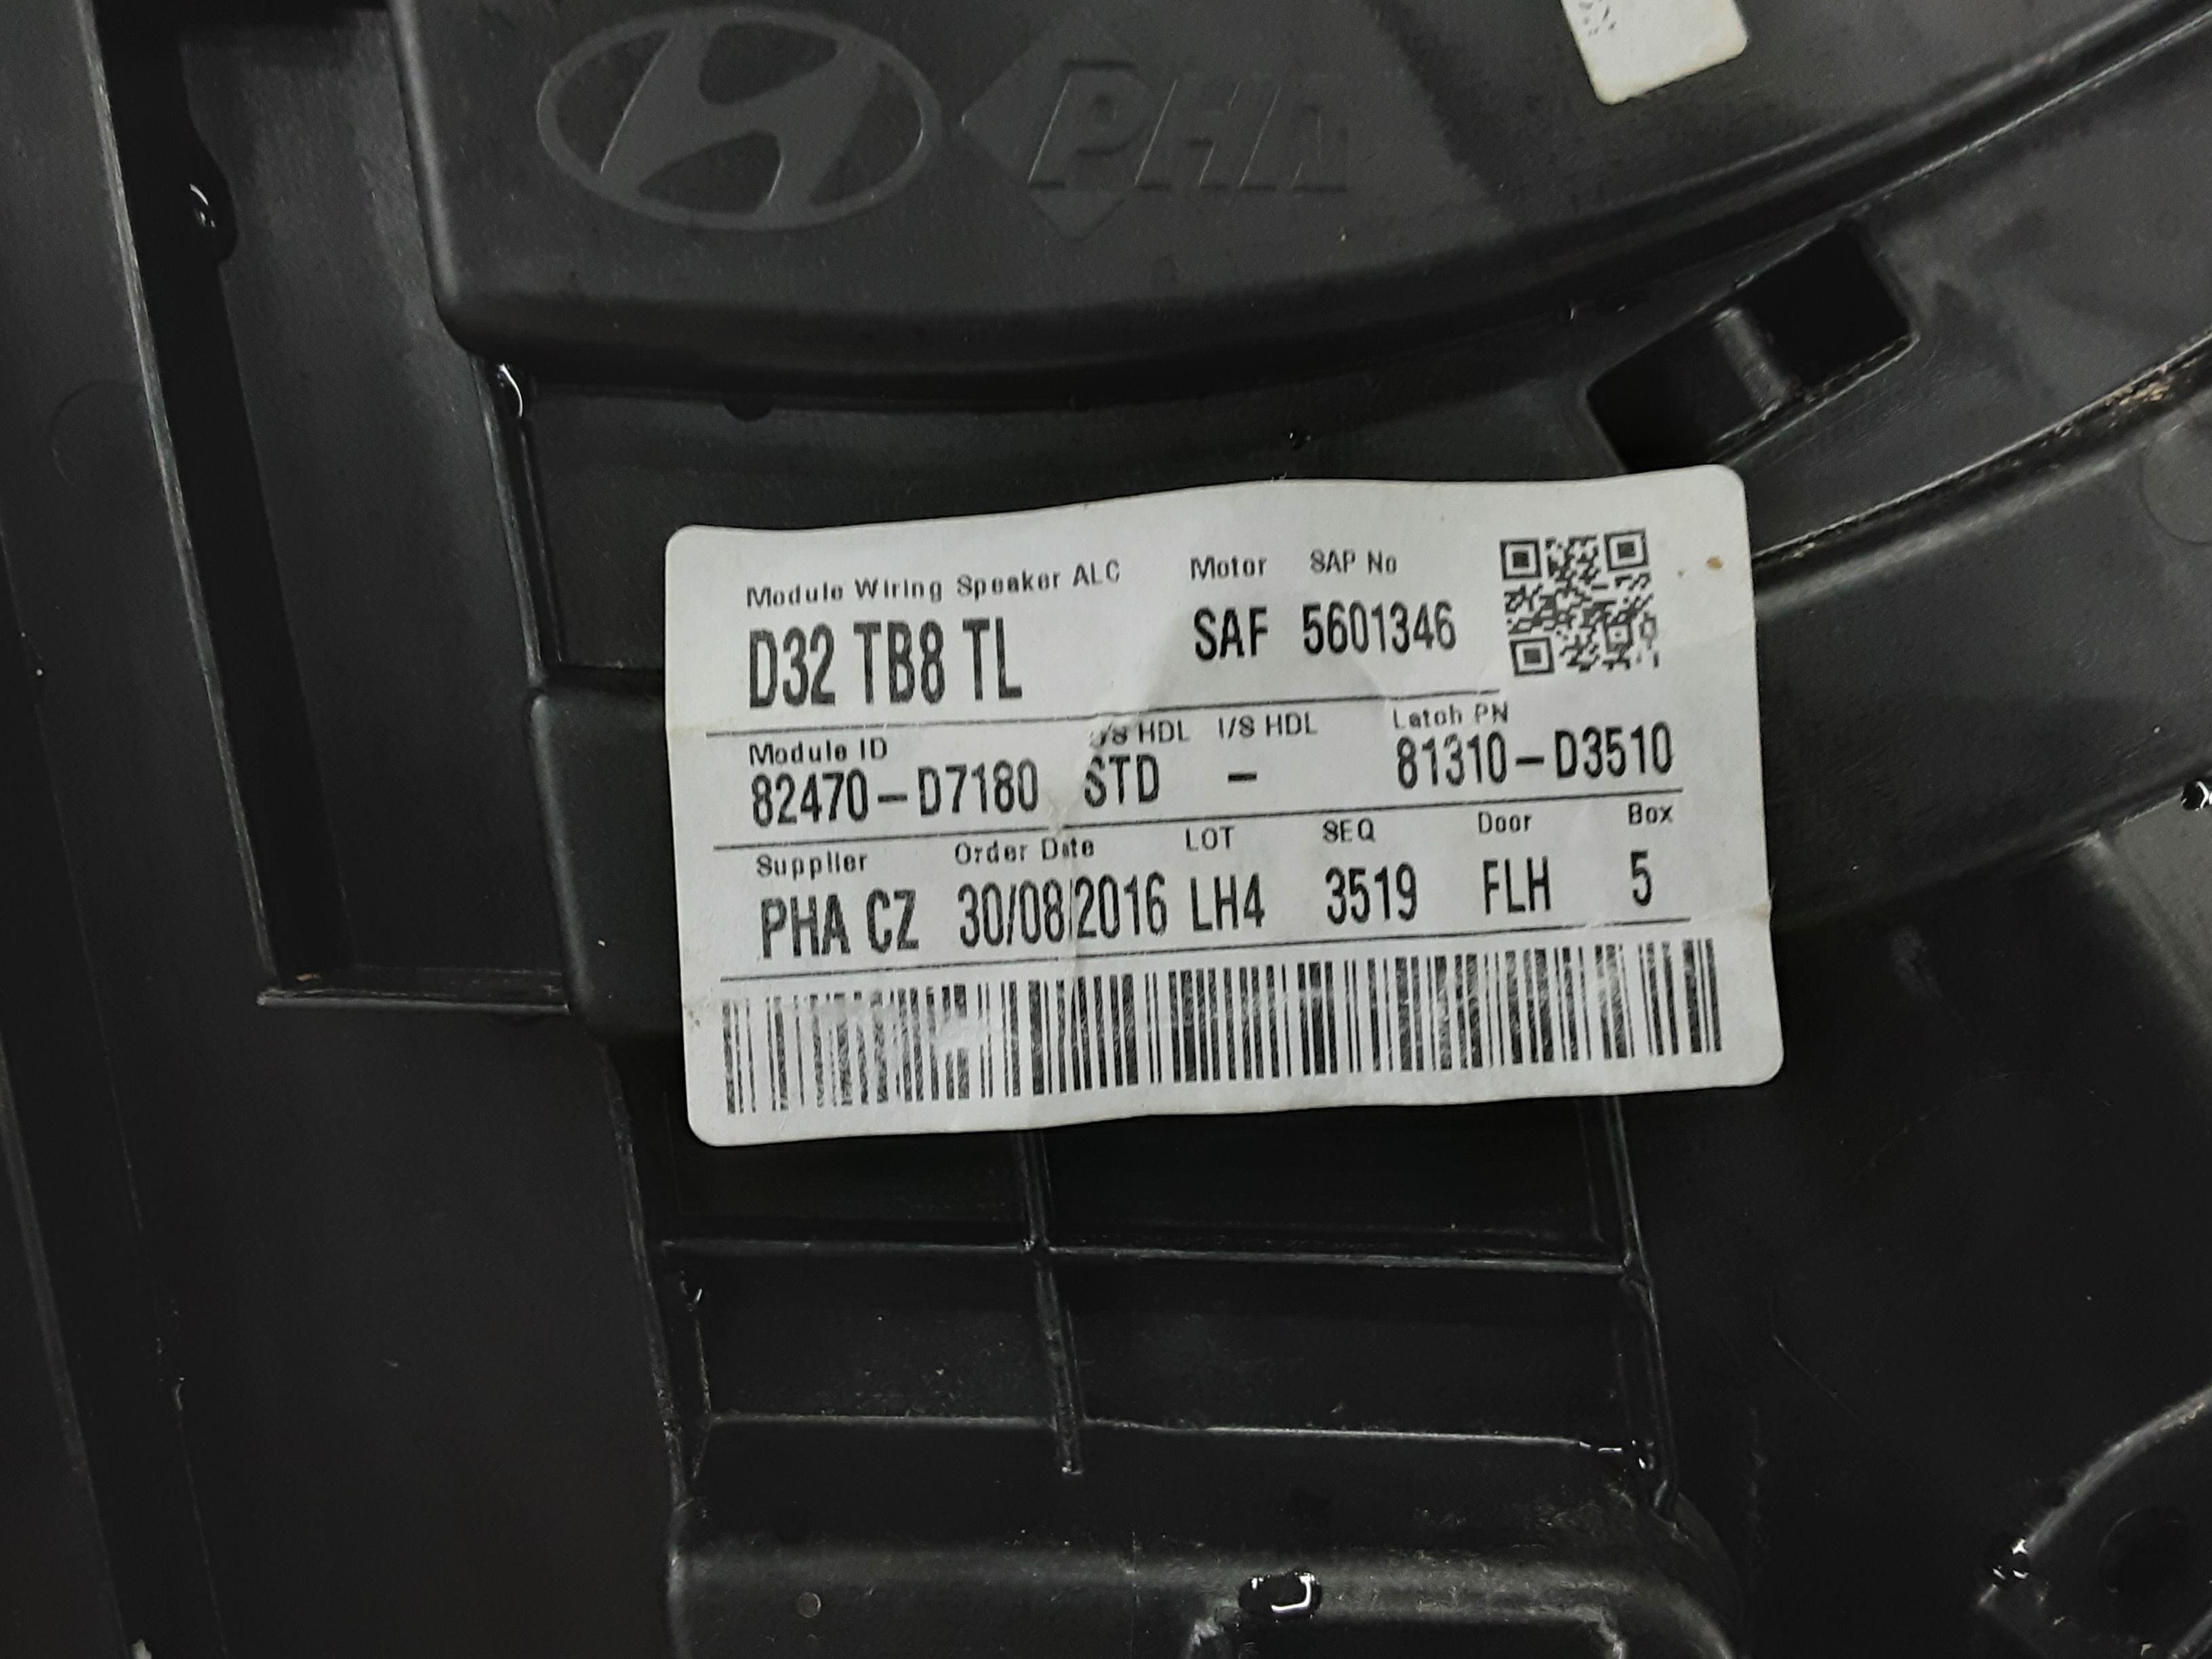 PHA
Module Wiring Speaker ALC Motor SAP No
D32 TB8 TL SAF 5601346
Module ID /S HDL I/S HDL Latch PN
82470-D7180 STD - 81310-D3510
Supplier Order Date LOT SEQ Door Box
PHA CZ 30/08/2016 LH4 3519 FLH 5